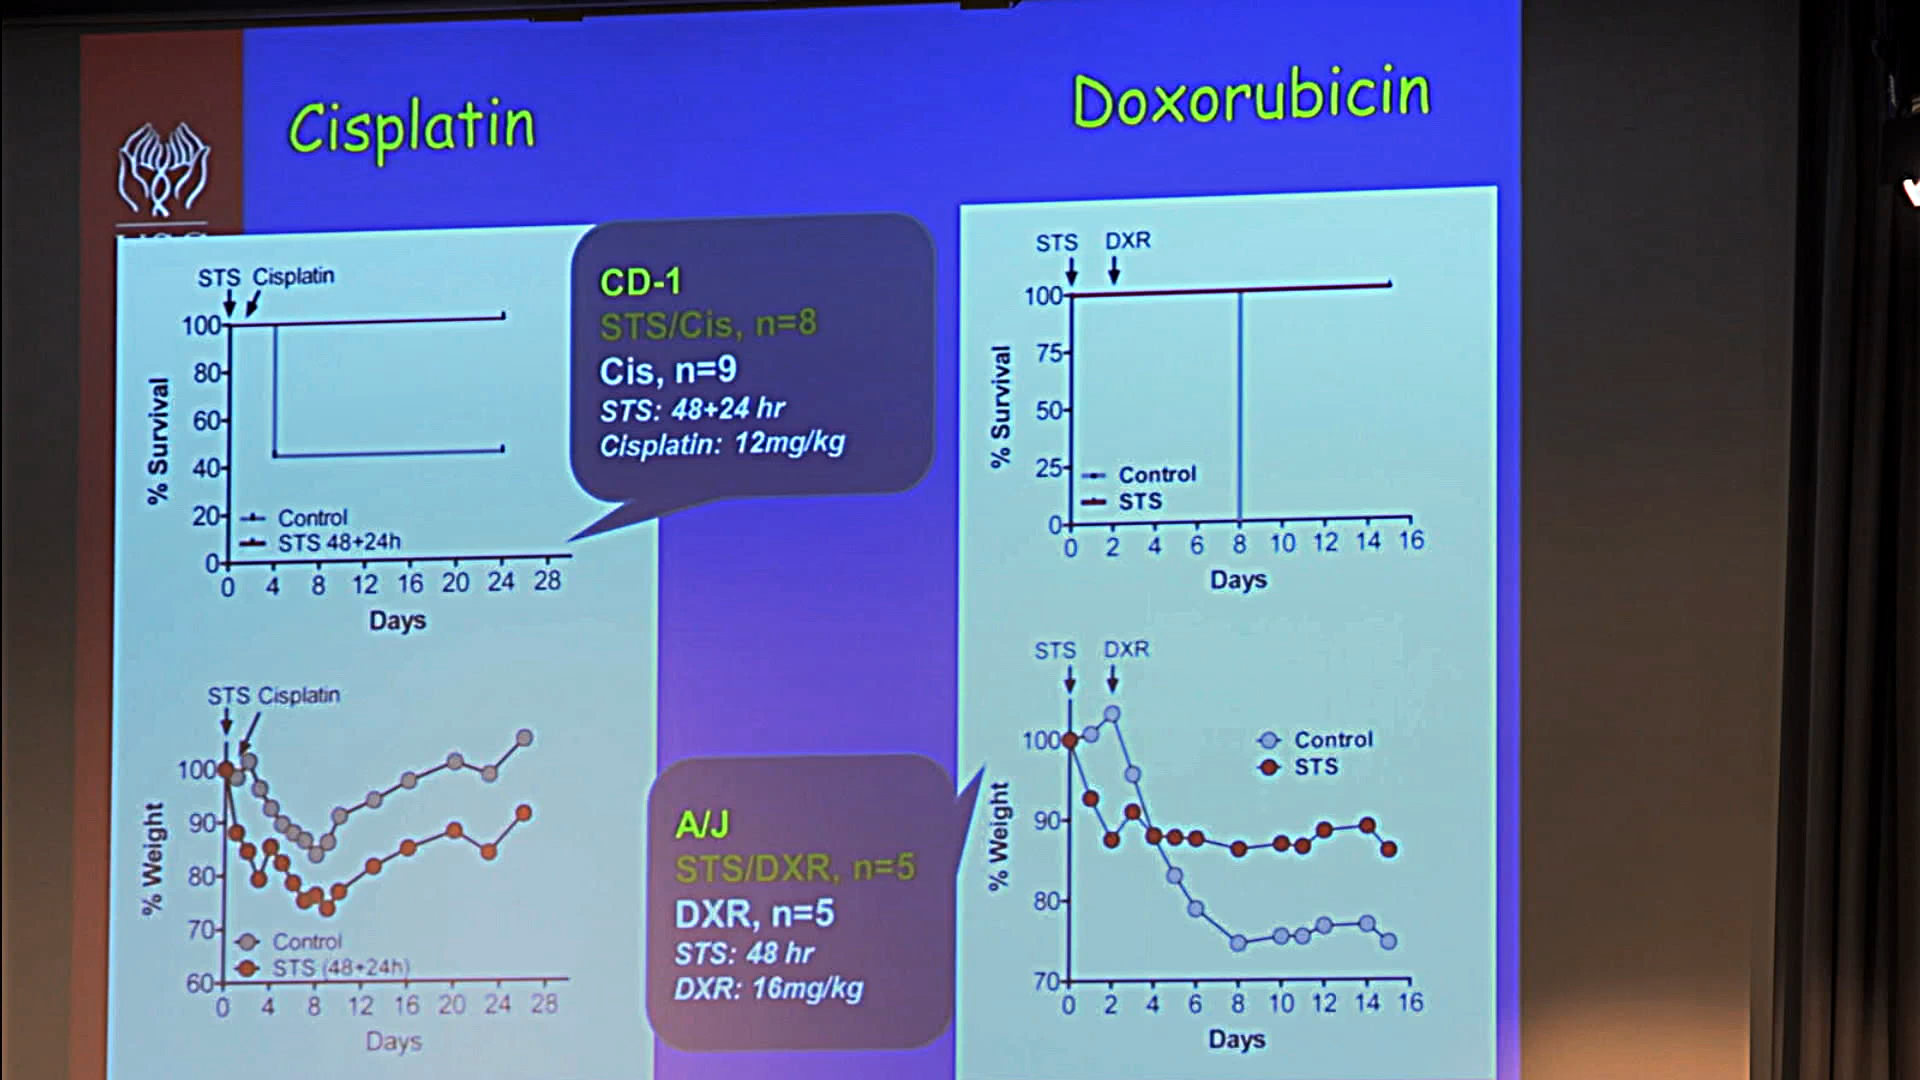 Cisplatin
Doxorubicin
STS Cisplatin
100
80
60
40
20
0
% Survival
Control
STS 48+24h
0 4 8 12 16 20 24 28
Days
CD-1
STS/Cis, n=8
Cis, n=9
STS: 48+24 hr
Cisplatin: 12mg/kg
STS DXR
100
75
50
25
0
% Survival
Control
STS
0 2 4 6 8 10 12 14 16
Days
STS Cisplatin
100
90
80
70
60
% Weight
Control
STS (48+24h)
0 4 8 12 16 20 24 28
Days
A/J
STS/DXR, n=5
DXR, n=5
STS: 48 hr
DXR: 16mg/kg
STS DXR
100
90
80
70
% Weight
Control
STS
0 2 4 6 8 10 12 14 16
Days